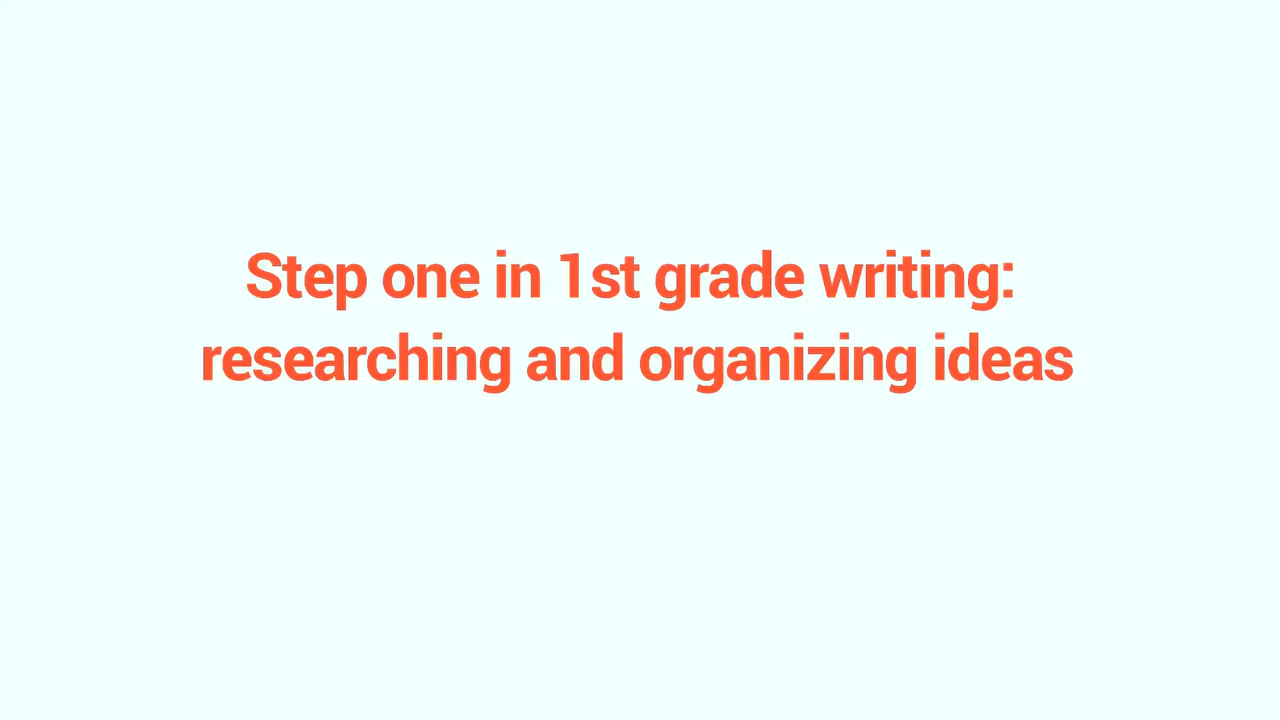 Step one in 1st grade writing:
researching and organizing ideas